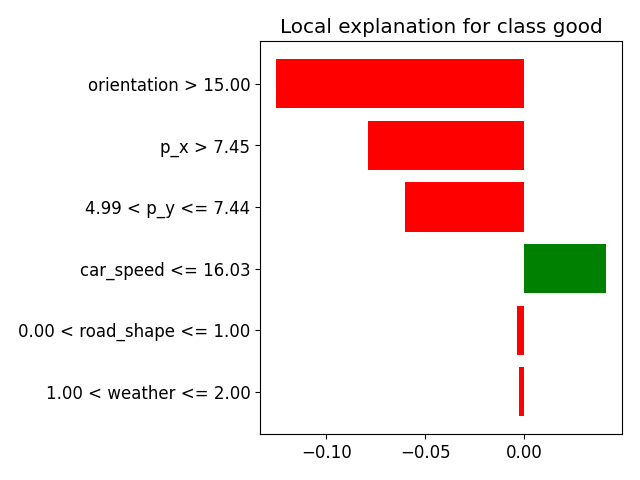 Local explanation for class good
orientation > 15.00
p_x > 7.45
4.99 < p_y <= 7.44
car_speed <= 16.03
0.00 < road_shape <= 1.00
1.00 < weather <= 2.00
−0.10 −0.05 0.00